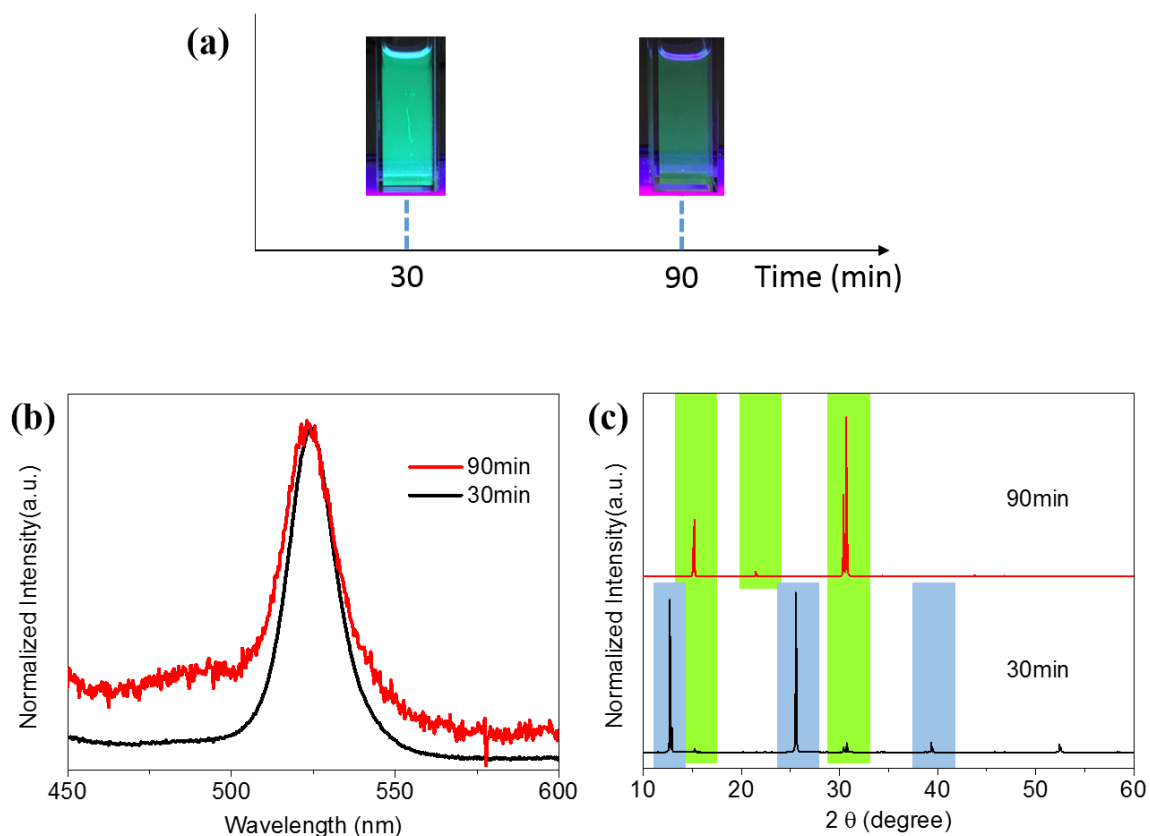 (a)
30
90
Time (min)
(b)
Normalized Intensity(a.u.)
90min
30min
450
500
550
600
Wavelength (nm)
(c)
Normalized Intensity(a.u.)
90min
30min
10
20
30
40
50
60
2 θ (degree)